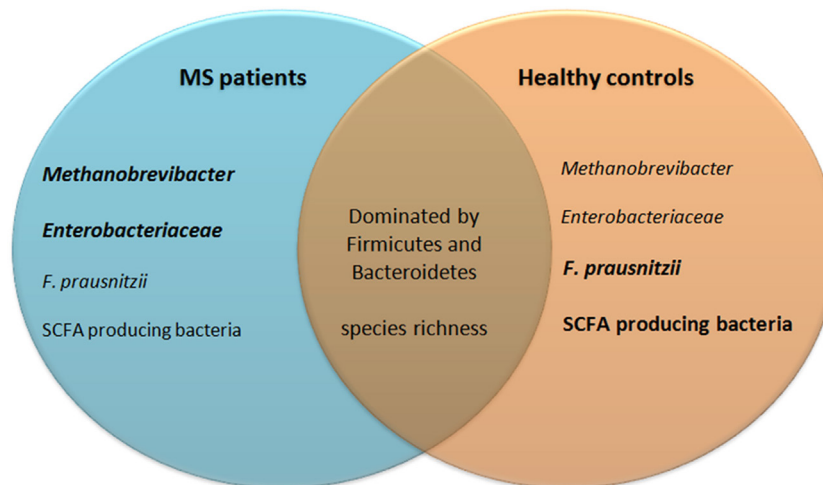 MS patients
Methanobrevibacter
Enterobacteriaceae
F. prausnitzii
SCFA producing bacteria
Dominated by
Firmicutes and
Bacteroidetes
species richness
Healthy controls
Methanobrevibacter
Enterobacteriaceae
F. prausnitzii
SCFA producing bacteria